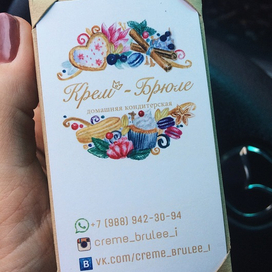 Крем-Брюле
домашняя кондитерская
+7 (988) 942-30-94
creme_brulee_i
vk.com/creme_brulee_i